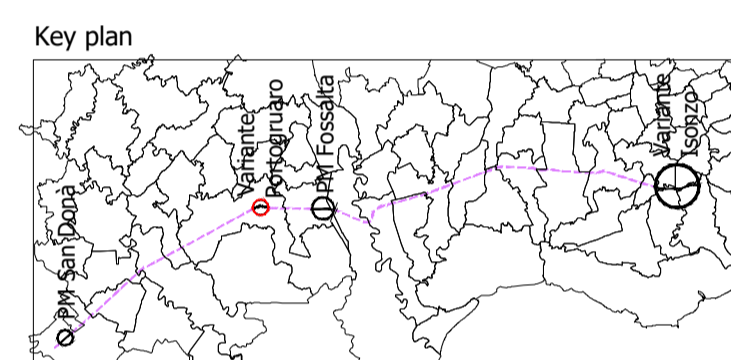 Key plan
PM San Donà
Variante
Portogruaro
PM Fossalta
Variante
Isonzo